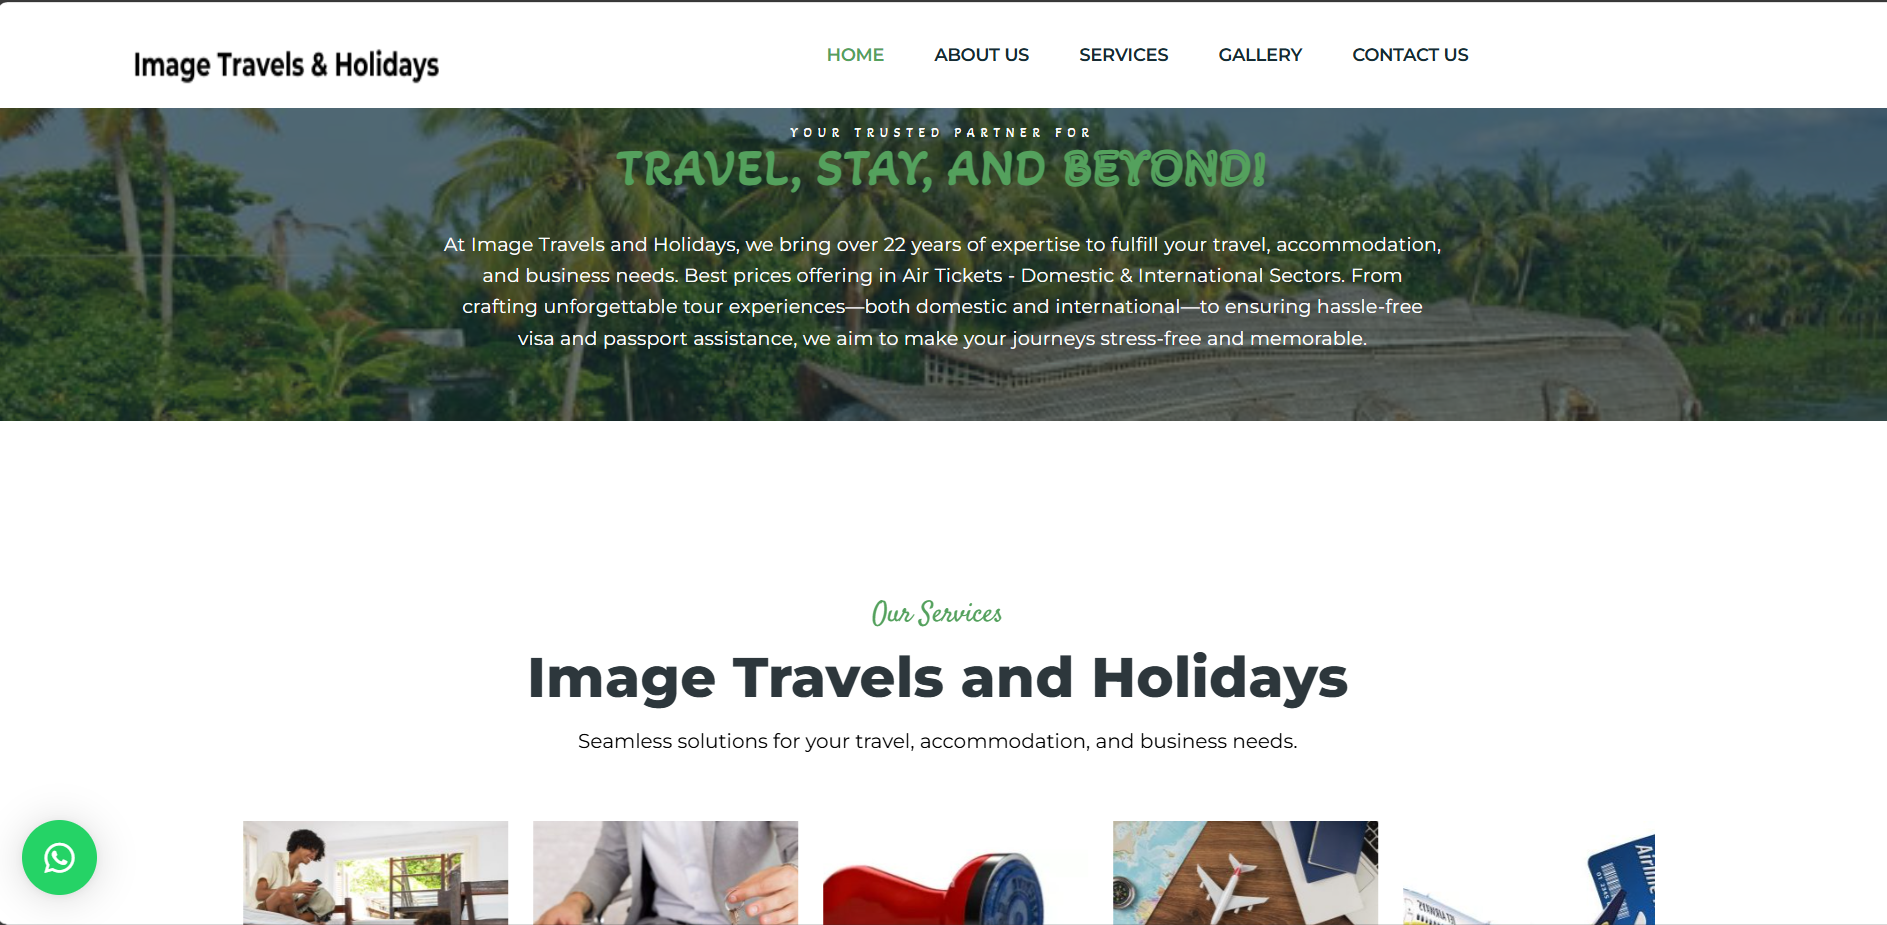 Image Travels & Holidays
HOME ABOUT US SERVICES GALLERY CONTACT US
YOUR TRUSTED PARTNER FOR
TRAVEL, STAY, AND BEYOND!
At Image Travels and Holidays, we bring over 22 years of expertise to fulfill your travel, accommodation,
and business needs. Best prices offering in Air Tickets - Domestic & International Sectors. From
crafting unforgettable tour experiences—both domestic and international—to ensuring hassle-free
visa and passport assistance, we aim to make your journeys stress-free and memorable.
Our Services
Image Travels and Holidays
Seamless solutions for your travel, accommodation, and business needs.